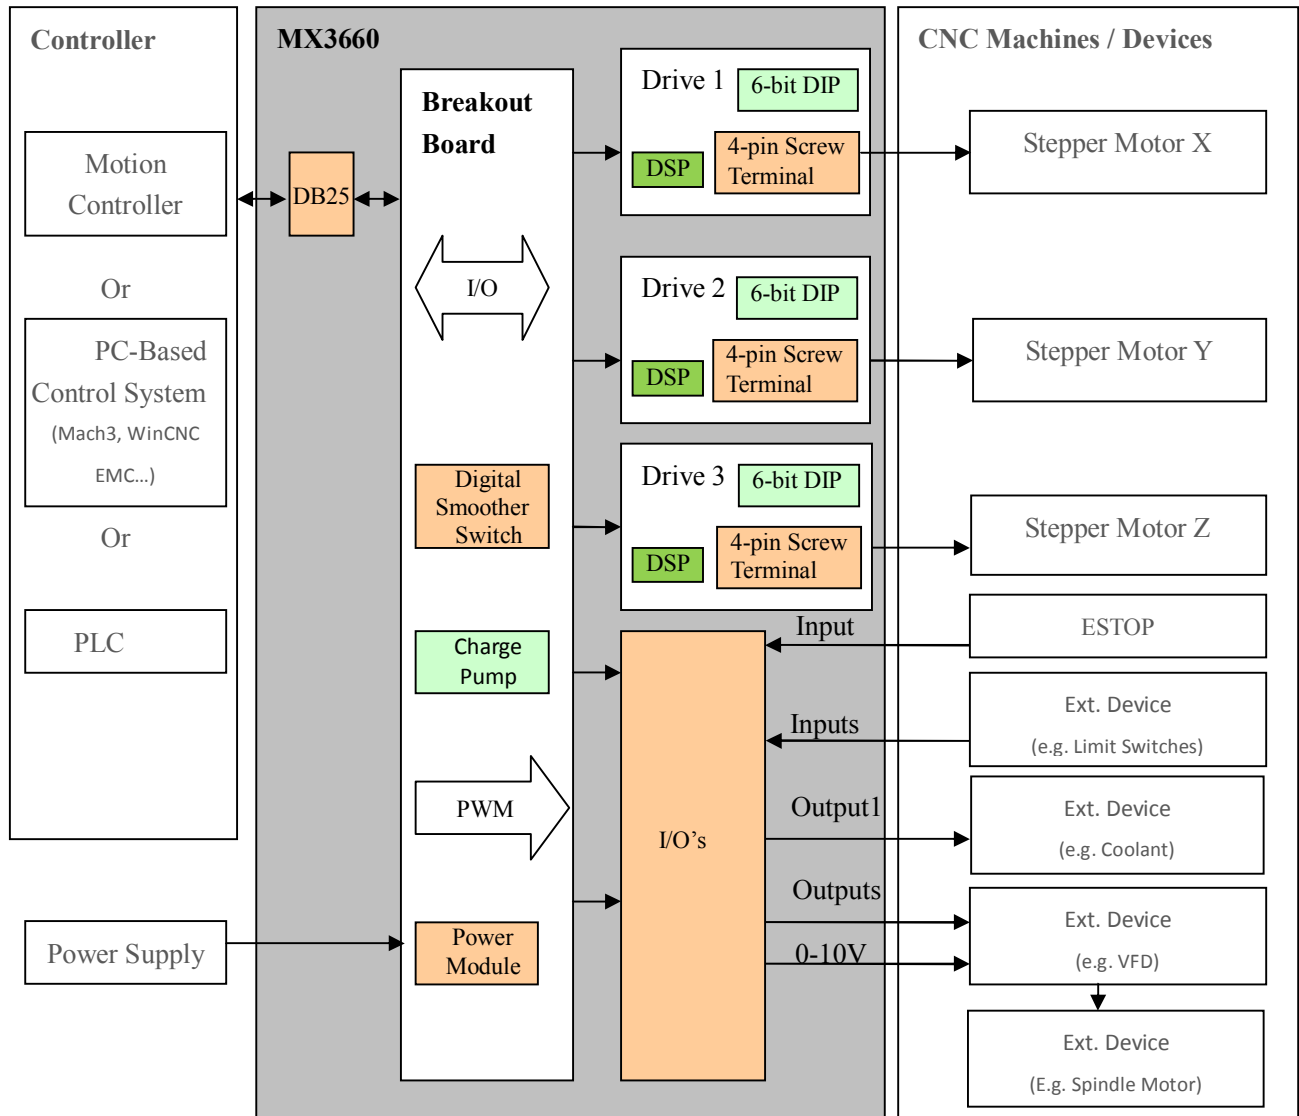 Controller
Motion
Controller
Or
PC-Based
Control System
(Mach3, WinCNC
EMC...)
Or
PLC
Power Supply
MX3660
DB25
Breakout
Board
I/O
Digital
Smoother
Switch
Charge
Pump
PWM
Power
Module
Drive 1
6-bit DIP
DSP
4-pin Screw
Terminal
Drive 2
6-bit DIP
DSP
4-pin Screw
Terminal
Drive 3
6-bit DIP
DSP
4-pin Screw
Terminal
I/O’s
Input
Inputs
Output1
Outputs
0-10V
CNC Machines / Devices
Stepper Motor X
Stepper Motor Y
Stepper Motor Z
ESTOP
Ext. Device
(e.g. Limit Switches)
Ext. Device
(e.g. Coolant)
Ext. Device
(e.g. VFD)
Ext. Device
(E.g. Spindle Motor)